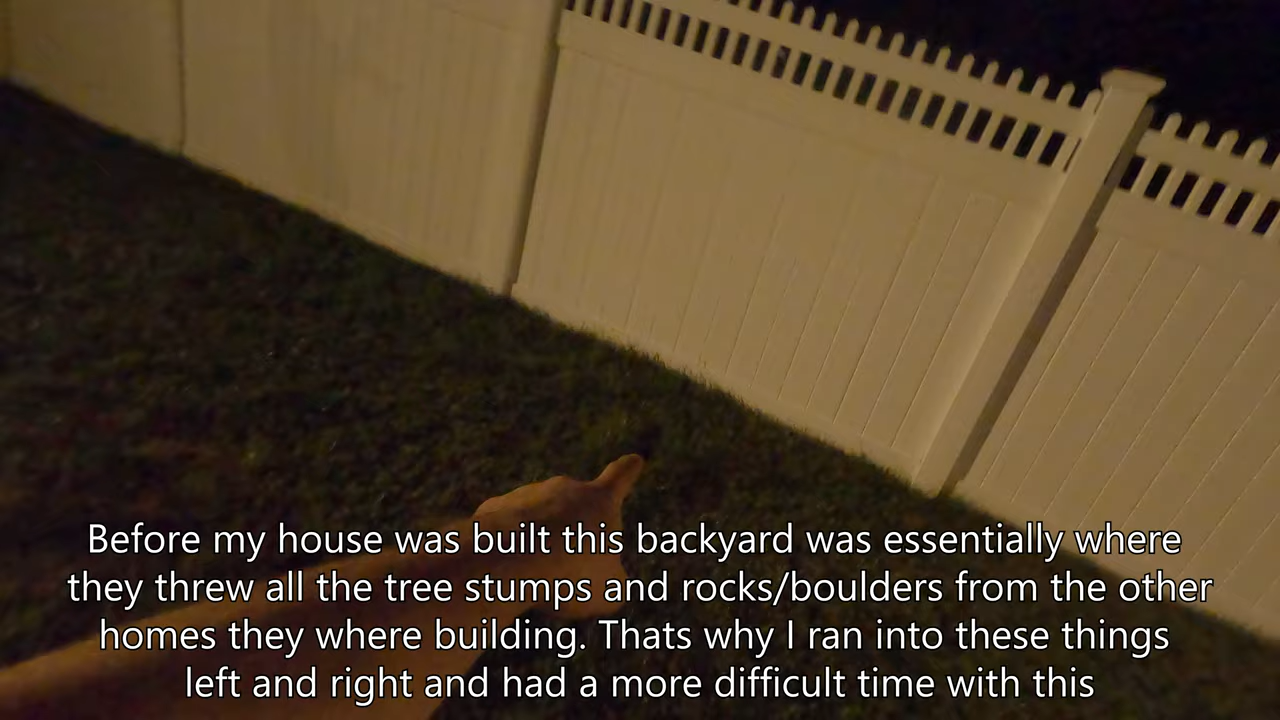 Before my house was built this backyard was essentially where
they threw all the tree stumps and rocks/boulders from the other
homes they where building. Thats why I ran into these things
left and right and had a more difficult time with this